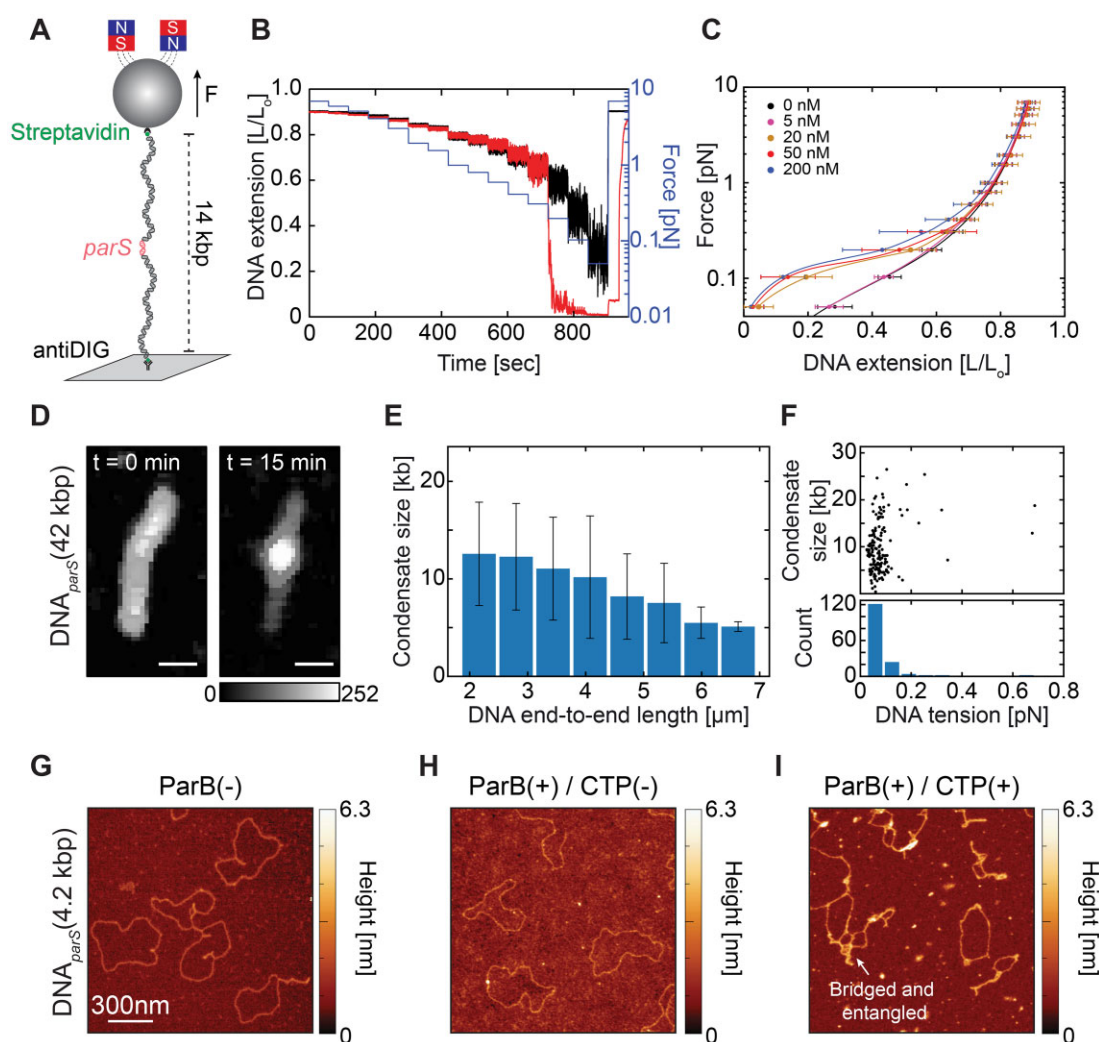 A
N
S
S
N
F
Streptavidin
14 kbp
parS
antiDIG
B
DNA extension [L/Lo]
1.0
0.8
0.6
0.4
0.2
0
0
200
400
600
800
Time [sec]
10
1
0.1
0.01
Force [pN]
C
Force [pN]
10
1
0.1
0 nM
5 nM
20 nM
50 nM
200 nM
0
0.2
0.4
0.6
0.8
1.0
DNA extension [L/Lo]
D
DNAparS(42 kbp)
t = 0 min
t = 15 min
0
252
E
Condensate size [kb]
20
10
0
2
3
4
5
6
7
DNA end-to-end length [µm]
F
Condensate
size [kb]
30
20
10
Count
120
60
0
0
0.2
0.4
0.6
0.8
DNA tension [pN]
G
ParB(-)
DNAparS(4.2 kbp)
300nm
6.3
0
Height [nm]
H
ParB(+) / CTP(-)
6.3
0
Height [nm]
I
ParB(+) / CTP(+)
Bridged and
entangled
6.3
0
Height [nm]